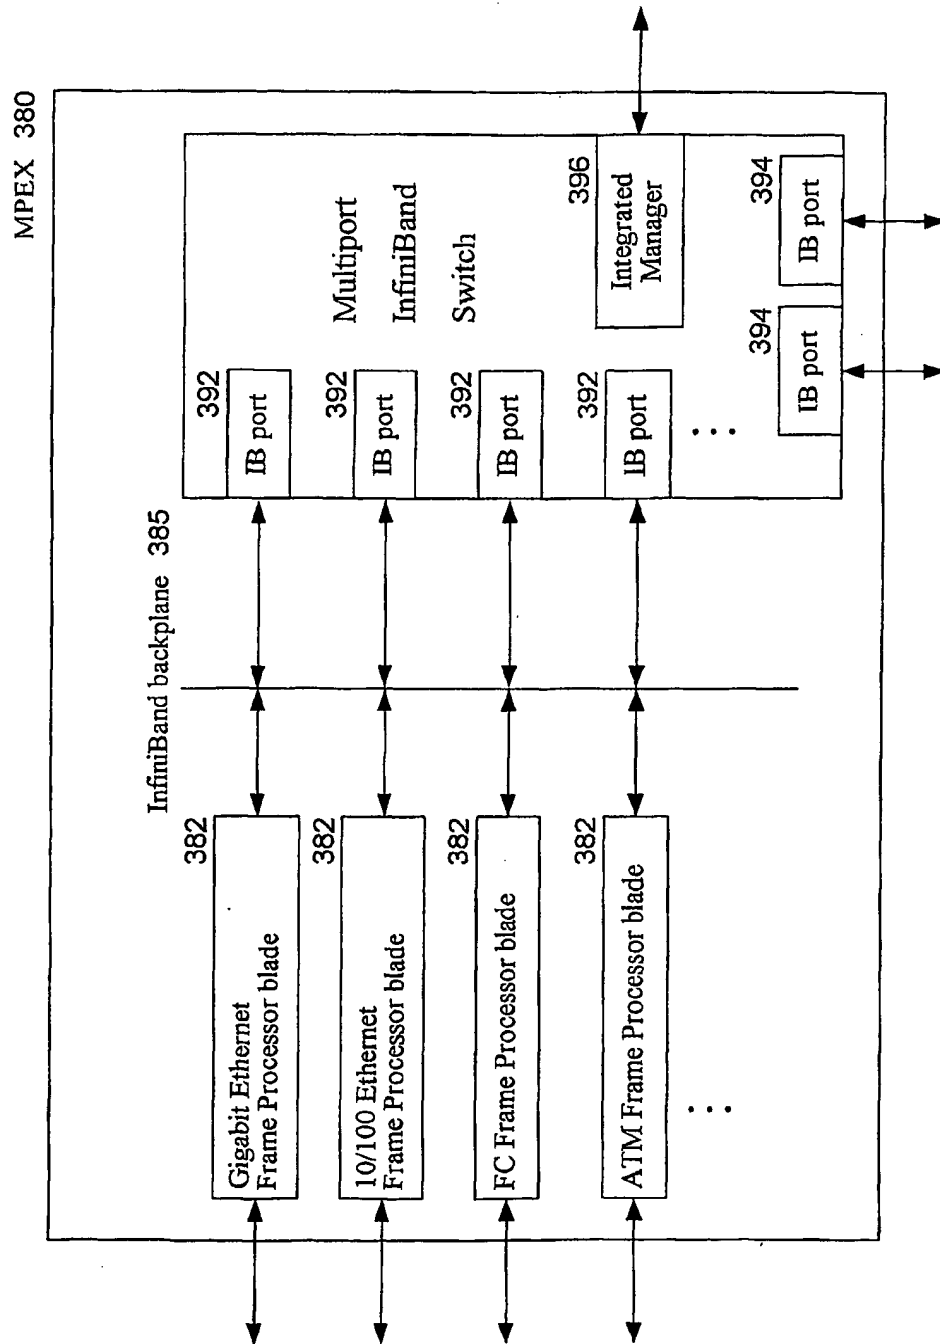 MPEX 380
InfiniBand backplane 385
382
Gigabit Ethernet
Frame Processor blade
382
10/100 Ethernet
Frame Processor blade
382
FC Frame Processor blade
382
ATM Frame Processor blade
...
392
IB port
392
IB port
392
IB port
392
IB port
...
Multiport
InfiniBand
Switch
396
Integrated
Manager
394
IB port
394
IB port